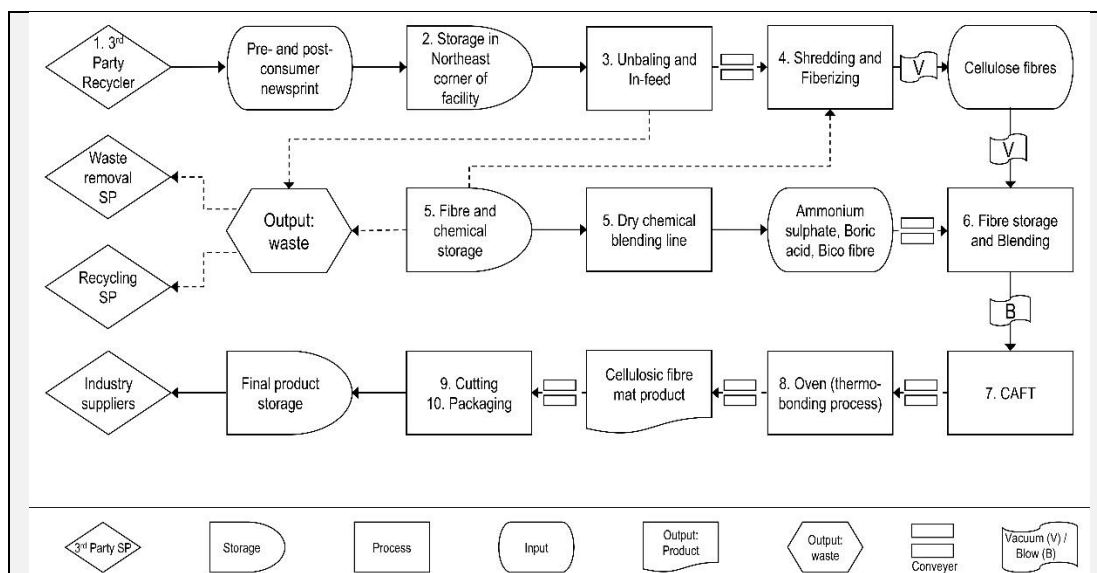 1. 3rd
Party
Recycler
Pre- and post-
consumer
newsprint
2. Storage in
Northeast
corner of
facility
3. Unbaling and
In-feed
4. Shredding and
Fiberizing
V
Cellulose fibres
V
Waste
removal
SP
Output:
waste
5. Fibre and
chemical
storage
5. Dry chemical
blending line
Ammonium
sulphate, Boric
acid, Bico fibre
6. Fibre storage
and Blending
Recycling
SP
B
Industry
suppliers
Final product
storage
9. Cutting
10. Packaging
Cellulosic fibre
mat product
8. Oven (thermo-
bonding process)
7. CAFT
3rd Party SP
Storage
Process
Input
Output:
Product
Output:
waste
Conveyer
Vacuum (V) /
Blow (B)